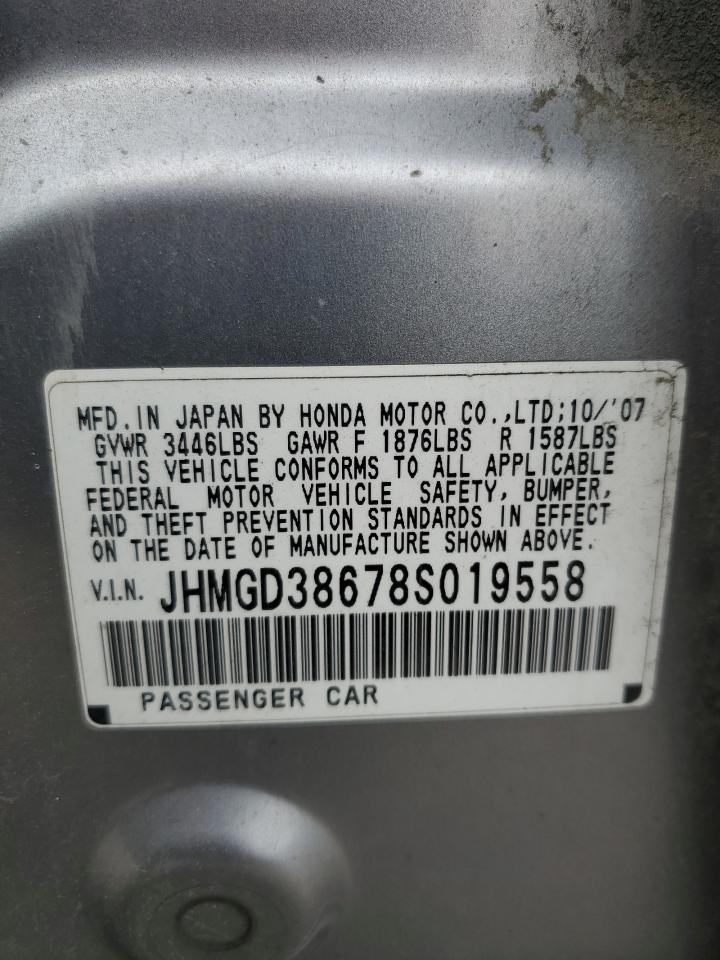 MFD.IN JAPAN BY HONDA MOTOR CO.,LTD;10/'07
GVWR 3446LBS GAWR F 1876LBS R 1587LBS
THIS VEHICLE CONFORMS TO ALL APPLICABLE
FEDERAL MOTOR VEHICLE SAFETY, BUMPER,
AND THEFT PREVENTION STANDARDS IN EFFECT
ON THE DATE OF MANUFACTURE SHOWN ABOVE.
V.I.N. JHMGD38678S019558
PASSENGER CAR